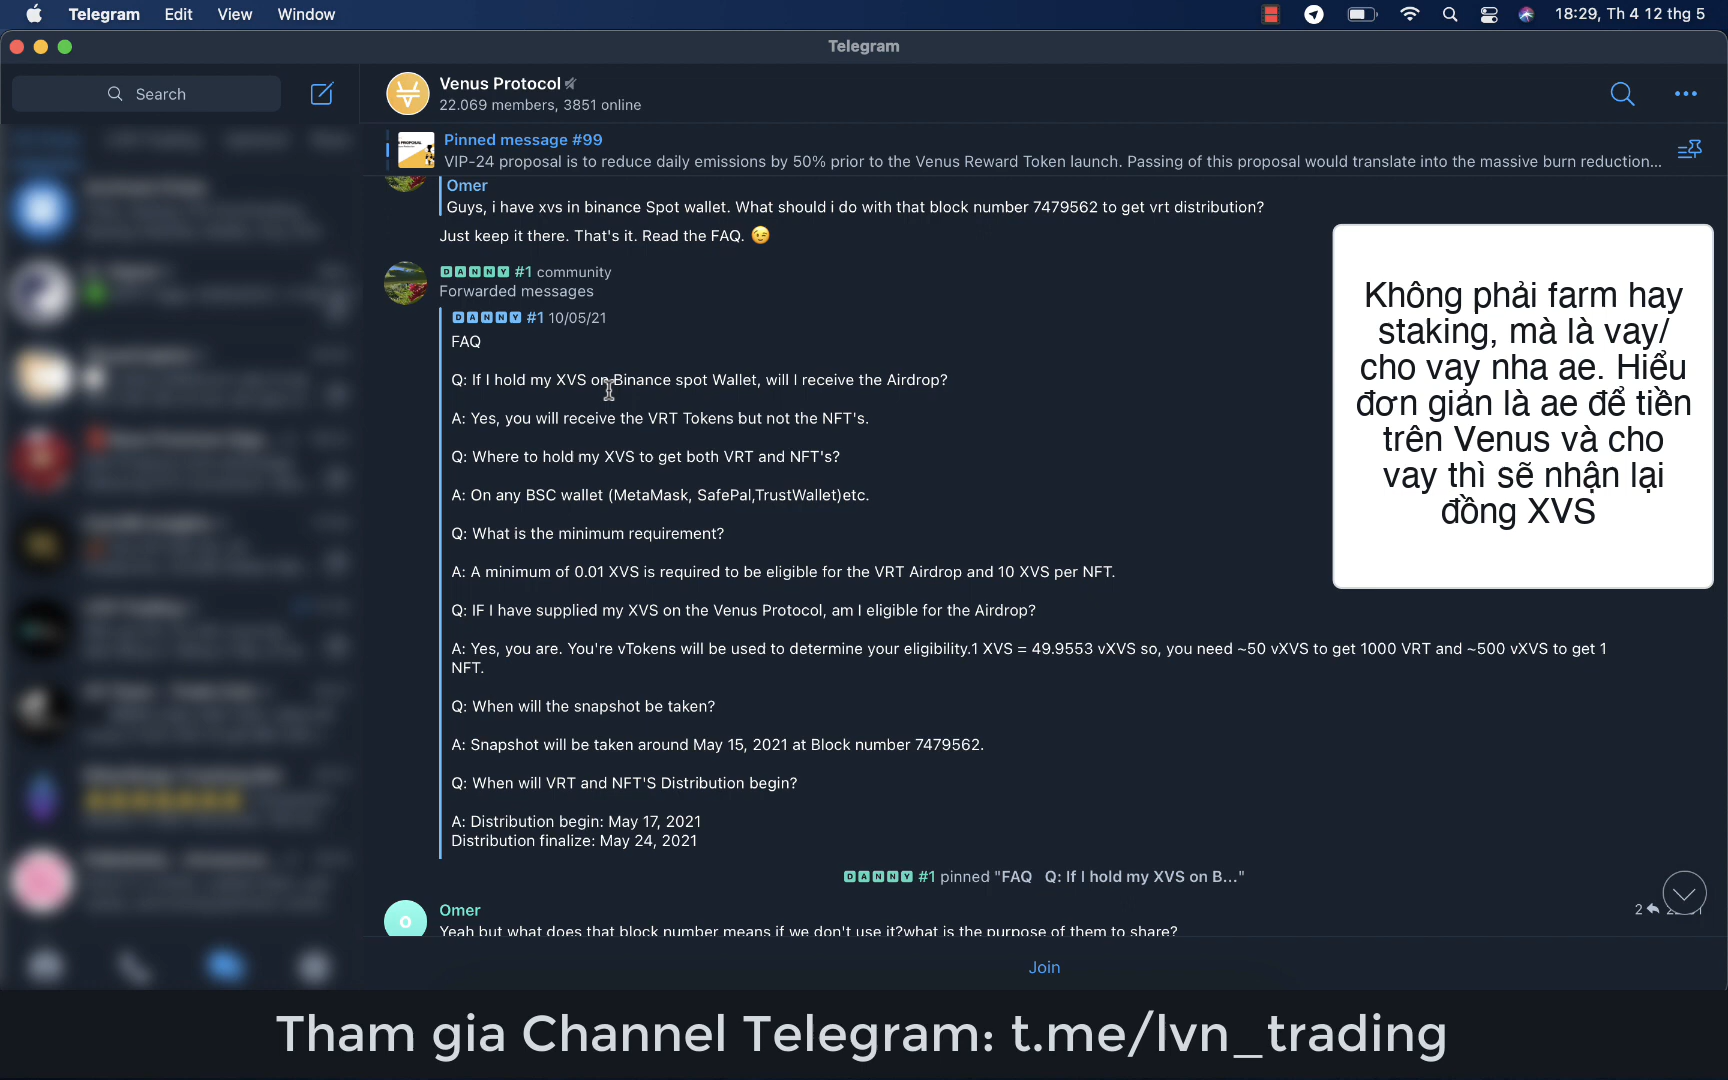 Telegram Edit View Window
18:29, Th 4 12 thg 5
Telegram
Search
Venus Protocol
22.069 members, 3851 online
Pinned message #99
VIP-24 proposal is to reduce daily emissions by 50% prior to the Venus Reward Token launch. Passing of this proposal would translate into the massive burn reduction...
Omer
Guys, i have xvs in binance Spot wallet. What should i do with that block number 7479562 to get vrt distribution?
Just keep it there. That's it. Read the FAQ. 😉
DANNY #1 community
Forwarded messages
DANNY #1 10/05/21
FAQ
Q: If I hold my XVS on Binance spot Wallet, will I receive the Airdrop?
A: Yes, you will receive the VRT Tokens but not the NFT's.
Q: Where to hold my XVS to get both VRT and NFT's?
A: On any BSC wallet (MetaMask, SafePal,TrustWallet)etc.
Q: What is the minimum requirement?
A: A minimum of 0.01 XVS is required to be eligible for the VRT Airdrop and 10 XVS per NFT.
Q: IF I have supplied my XVS on the Venus Protocol, am I eligible for the Airdrop?
A: Yes, you are. You're vTokens will be used to determine your eligibility.1 XVS = 49.9553 vXVS so, you need ~50 vXVS to get 1000 VRT and ~500 vXVS to get 1
NFT.
Q: When will the snapshot be taken?
A: Snapshot will be taken around May 15, 2021 at Block number 7479562.
Q: When will VRT and NFT'S Distribution begin?
A: Distribution begin: May 17, 2021
Distribution finalize: May 24, 2021
DANNY #1 pinned "FAQ Q: If I hold my XVS on B..."
Omer
2
Yeah but what does that block number means if we don't use it?what is the purpose of them to share?
Join
Không phải farm hay
staking, mà là vay/
cho vay nha ae. Hiểu
đơn giản là ae để tiền
trên Venus và cho
vay thì sẽ nhận lại
đồng XVS
Tham gia Channel Telegram: t.me/lvn_trading